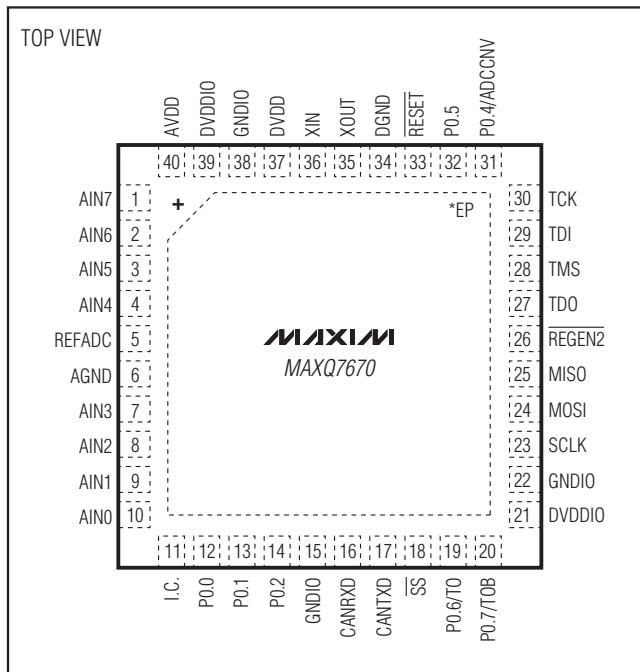 TOP VIEW
AVDD
DVDDIO
GNDIO
DVDD
XIN
XOUT
DGND
RESET
P0.5
P0.4/ADCCNV
40 39 38 37 36 35 34 33 32 31
AIN7 1
AIN6 2
AIN5 3
AIN4 4
REFADC 5
AGND 6
AIN3 7
AIN2 8
AIN1 9
AIN0 10
+
*EP
MAXIM
MAXQ7670
30 TCK
29 TDI
28 TMS
27 TDO
26 REGEN2
25 MISO
24 MOSI
23 SCLK
22 GNDIO
21 DVDDIO
11 12 13 14 15 16 17 18 19 20
I.C.
P0.0
P0.1
P0.2
GNDIO
CANRXD
CANTXD
SS
P0.6/TO
P0.7/TOB